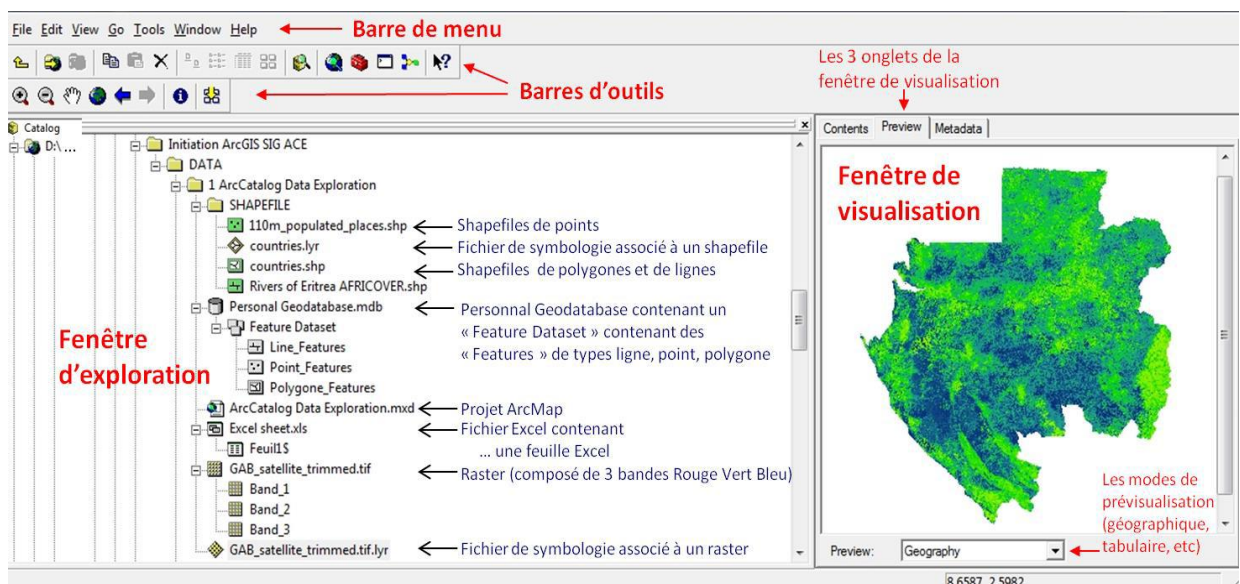 File Edit View Go Tools Window Help
Barre de menu
Barres d'outils
Les 3 onglets de la
fenêtre de visualisation
Catalog
D:\ ...
Initiation ArcGIS SIG ACE
DATA
1 ArcCatalog Data Exploration
SHAPEFILE
110m_populated_places.shp
Shapefiles de points
countries.lyr
Fichier de symbologie associé à un shapefile
countries.shp
Shapefiles de polygones et de lignes
Rivers of Eritrea AFRICOVER.shp
Personal Geodatabase.mdb
Personnal Geodatabase contenant un
Feature Dataset
« Feature Dataset » contenant des
Line_Features
« Features » de types ligne, point, polygone
Point_Features
Polygone_Features
Fenêtre
d'exploration
ArcCatalog Data Exploration.mxd
Projet ArcMap
Excel sheet.xls
Fichier Excel contenant
Feuil1$
... une feuille Excel
GAB_satellite_trimmed.tif
Raster (composé de 3 bandes Rouge Vert Bleu)
Band_1
Band_2
Band_3
GAB_satellite_trimmed.tif.lyr
Fichier de symbologie associé à un raster
Contents Preview Metadata
Fenêtre de
visualisation
Les modes de
prévisualisation
(géographique,
tabulaire, etc)
Preview: Geography
8,6587 2,5982